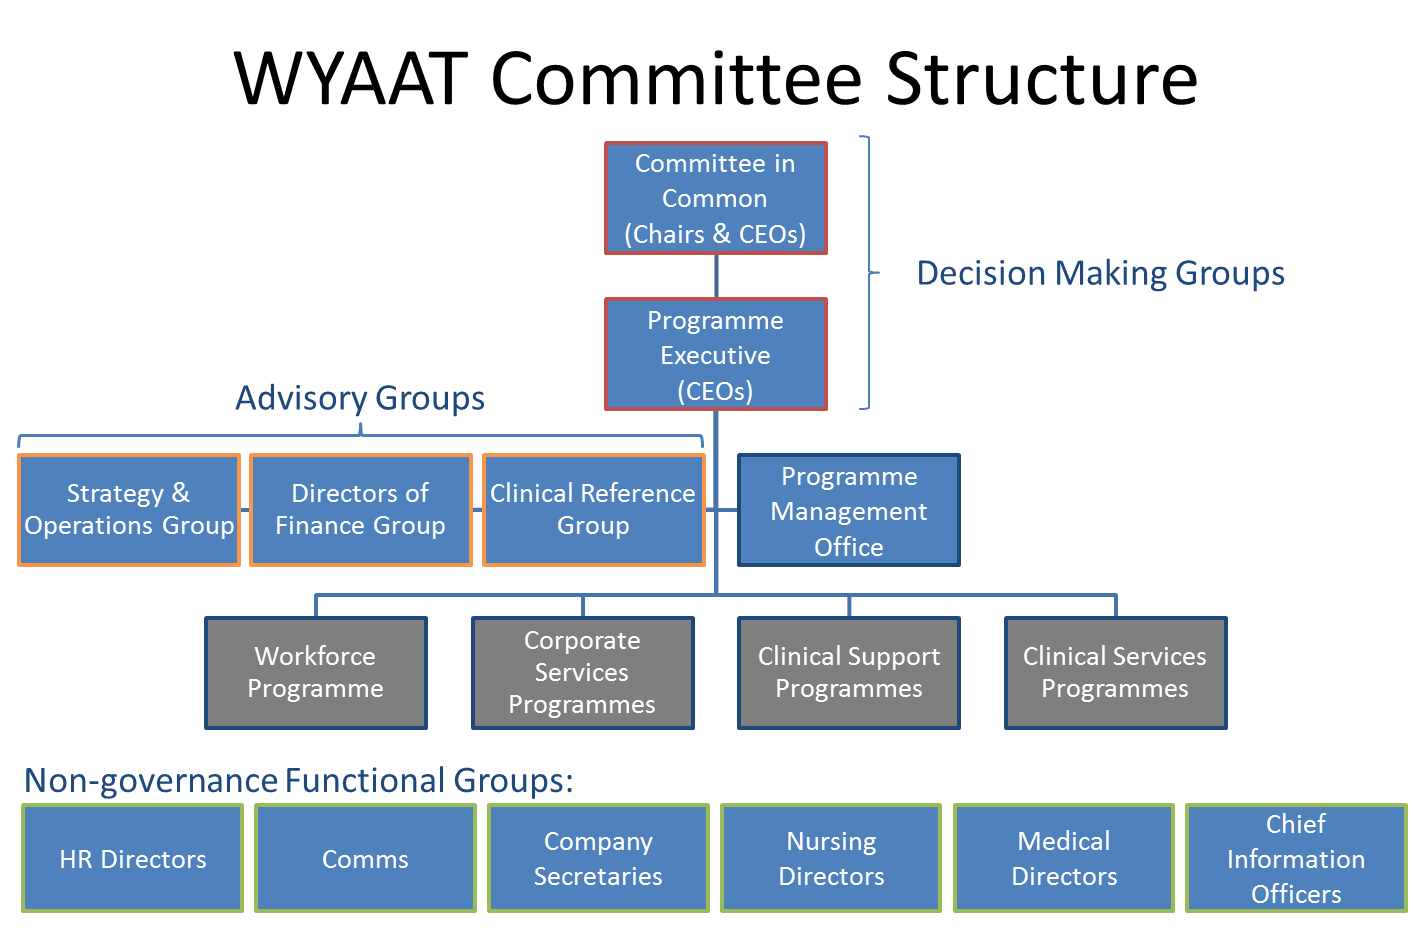 WYAAT Committee Structure
Committee in
Common
(Chairs & CEOs)
Decision Making Groups
Programme
Executive
(CEOs)
Advisory Groups
Strategy &
Operations Group
Directors of
Finance Group
Clinical Reference
Group
Programme
Management
Office
Workforce
Programme
Corporate
Services
Programmes
Clinical Support
Programmes
Clinical Services
Programmes
Non-governance Functional Groups:
HR Directors
Comms
Company
Secretaries
Nursing
Directors
Medical
Directors
Chief
Information
Officers